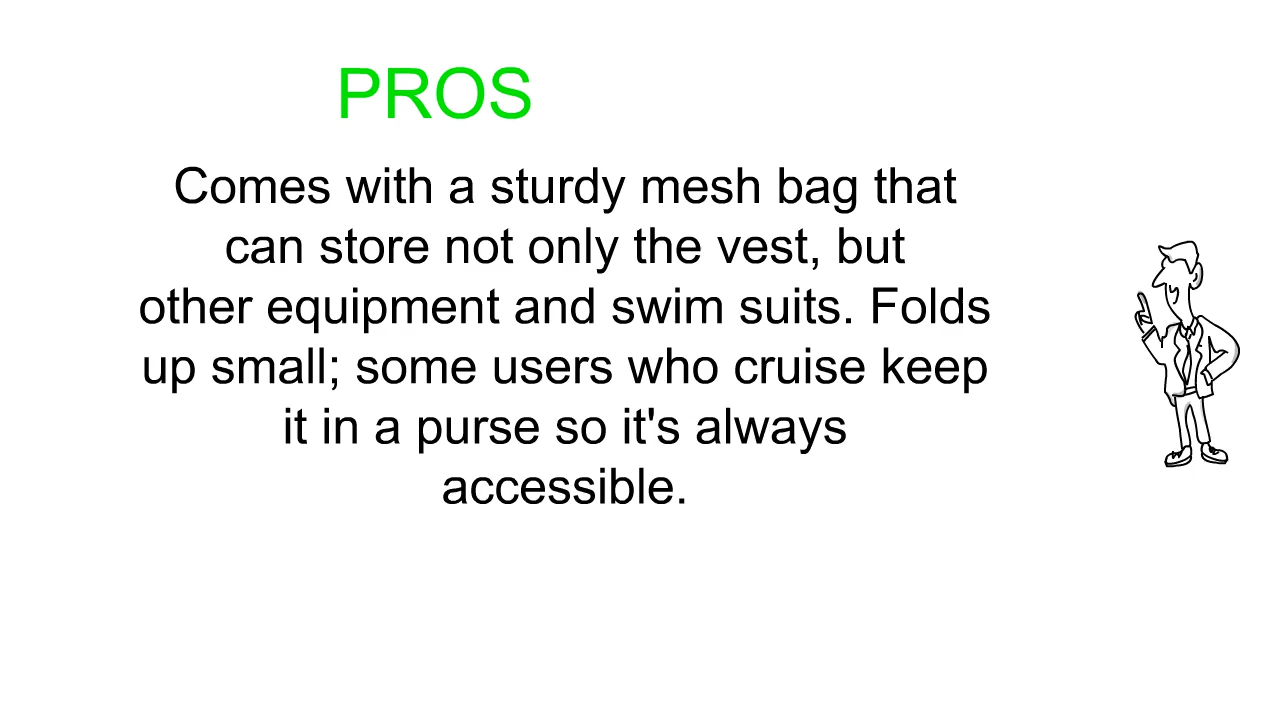 PROS
Comes with a sturdy mesh bag that
can store not only the vest, but
other equipment and swim suits. Folds
up small; some users who cruise keep
it in a purse so it's always
accessible.